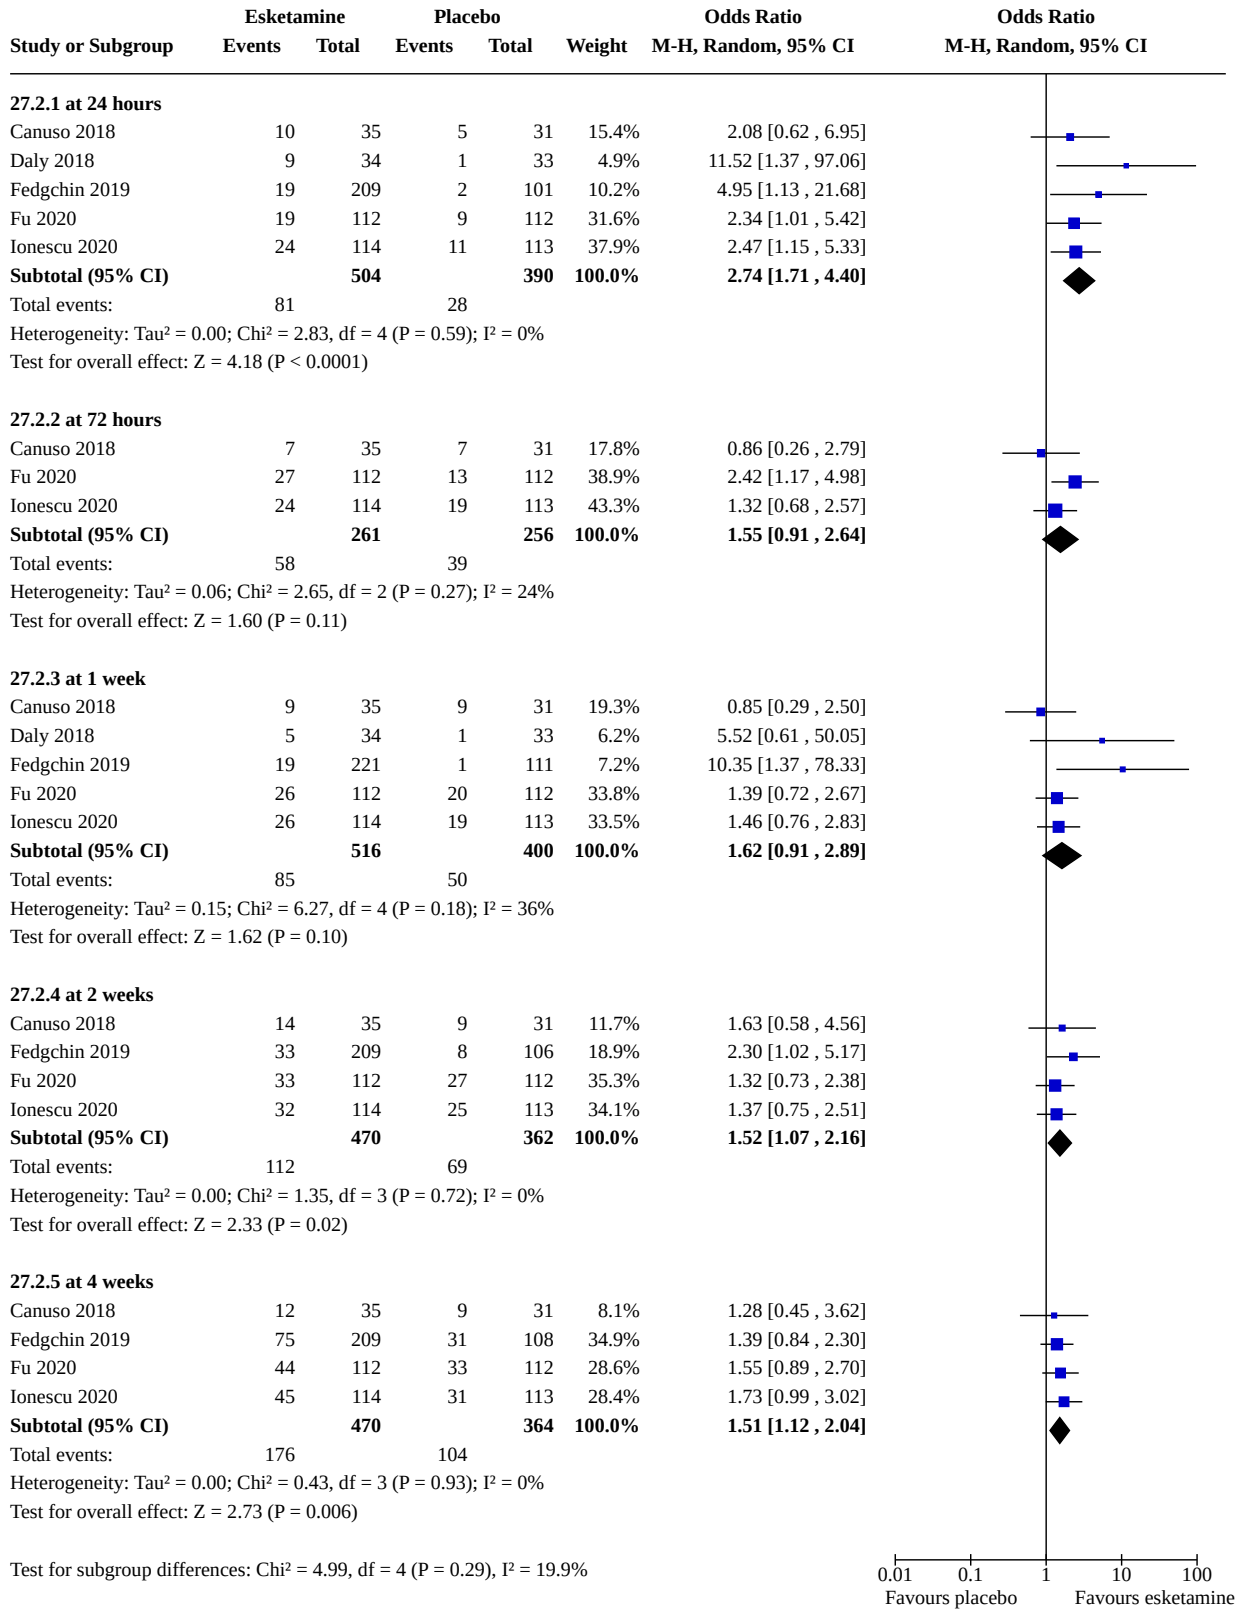 Esketamine Placebo Odds Ratio Odds Ratio
Study or Subgroup Events Total Events Total Weight M-H, Random, 95% CI M-H, Random, 95% CI
27.2.1 at 24 hours
Canuso 2018 10 35 5 31 15.4% 2.08 [0.62 , 6.95]
Daly 2018 9 34 1 33 4.9% 11.52 [1.37 , 97.06]
Fedgchin 2019 19 209 2 101 10.2% 4.95 [1.13 , 21.68]
Fu 2020 19 112 9 112 31.6% 2.34 [1.01 , 5.42]
Ionescu 2020 24 114 11 113 37.9% 2.47 [1.15 , 5.33]
Subtotal (95% CI) 504 390 100.0% 2.74 [1.71 , 4.40]
Total events: 81 28
Heterogeneity: Tau² = 0.00; Chi² = 2.83, df = 4 (P = 0.59); I² = 0%
Test for overall effect: Z = 4.18 (P < 0.0001)
27.2.2 at 72 hours
Canuso 2018 7 35 7 31 17.8% 0.86 [0.26 , 2.79]
Fu 2020 27 112 13 112 38.9% 2.42 [1.17 , 4.98]
Ionescu 2020 24 114 19 113 43.3% 1.32 [0.68 , 2.57]
Subtotal (95% CI) 261 256 100.0% 1.55 [0.91 , 2.64]
Total events: 58 39
Heterogeneity: Tau² = 0.06; Chi² = 2.65, df = 2 (P = 0.27); I² = 24%
Test for overall effect: Z = 1.60 (P = 0.11)
27.2.3 at 1 week
Canuso 2018 9 35 9 31 19.3% 0.85 [0.29 , 2.50]
Daly 2018 5 34 1 33 6.2% 5.52 [0.61 , 50.05]
Fedgchin 2019 19 221 1 111 7.2% 10.35 [1.37 , 78.33]
Fu 2020 26 112 20 112 33.8% 1.39 [0.72 , 2.67]
Ionescu 2020 26 114 19 113 33.5% 1.46 [0.76 , 2.83]
Subtotal (95% CI) 516 400 100.0% 1.62 [0.91 , 2.89]
Total events: 85 50
Heterogeneity: Tau² = 0.15; Chi² = 6.27, df = 4 (P = 0.18); I² = 36%
Test for overall effect: Z = 1.62 (P = 0.10)
27.2.4 at 2 weeks
Canuso 2018 14 35 9 31 11.7% 1.63 [0.58 , 4.56]
Fedgchin 2019 33 209 8 106 18.9% 2.30 [1.02 , 5.17]
Fu 2020 33 112 27 112 35.3% 1.32 [0.73 , 2.38]
Ionescu 2020 32 114 25 113 34.1% 1.37 [0.75 , 2.51]
Subtotal (95% CI) 470 362 100.0% 1.52 [1.07 , 2.16]
Total events: 112 69
Heterogeneity: Tau² = 0.00; Chi² = 1.35, df = 3 (P = 0.72); I² = 0%
Test for overall effect: Z = 2.33 (P = 0.02)
27.2.5 at 4 weeks
Canuso 2018 12 35 9 31 8.1% 1.28 [0.45 , 3.62]
Fedgchin 2019 75 209 31 108 34.9% 1.39 [0.84 , 2.30]
Fu 2020 44 112 33 112 28.6% 1.55 [0.89 , 2.70]
Ionescu 2020 45 114 31 113 28.4% 1.73 [0.99 , 3.02]
Subtotal (95% CI) 470 364 100.0% 1.51 [1.12 , 2.04]
Total events: 176 104
Heterogeneity: Tau² = 0.00; Chi² = 0.43, df = 3 (P = 0.93); I² = 0%
Test for overall effect: Z = 2.73 (P = 0.006)
Test for subgroup differences: Chi² = 4.99, df = 4 (P = 0.29), I² = 19.9%
0.01 0.1 1 10 100
Favours placebo Favours esketamine